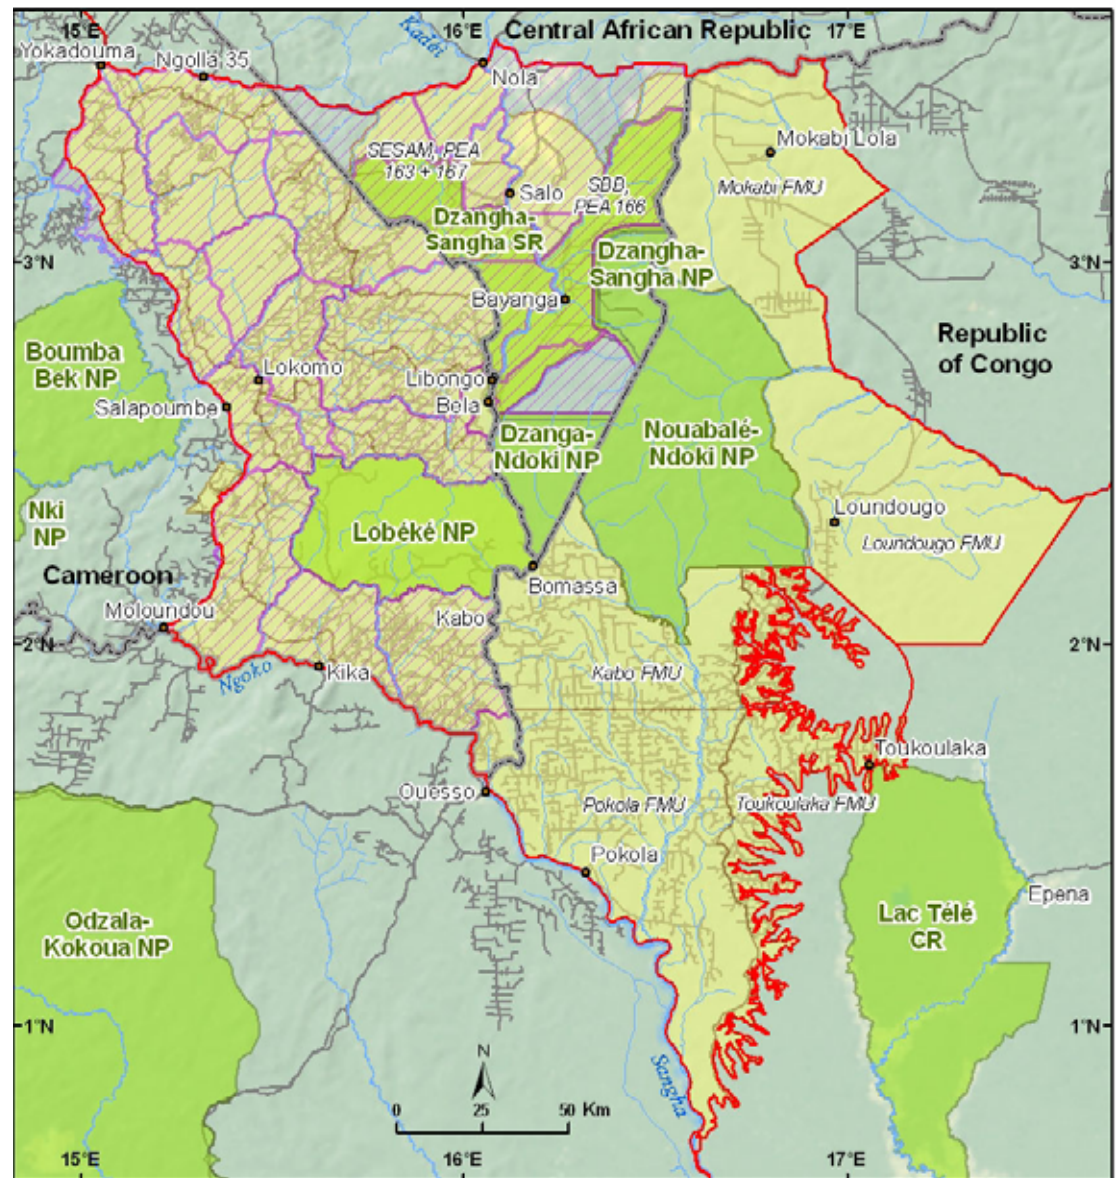 15°E
16°E
Central African Republic
17°E
Kadéi
Yokadouma
Ngolla 35
Nola
Mokabi Lola
SESAM, PEA
163 + 167
SBB,
PEA 166
Mokabi FMU
Salo
Dzangha-
Sangha SR
Dzangha-
Sangha NP
3°N
3°N
Bayanga
Republic
of Congo
Boumba
Bek NP
Lokomo
Libongo
Salapoumbe
Bela
Dzanga-
Ndoki NP
Nouabalé-
Ndoki NP
Nki
NP
Lobéké NP
Loundougo
Loundougo FMU
Cameroon
Bomassa
Moloundou
Kabo
2°N
2°N
Ngoko
Kika
Kabo FMU
Toukoulaka
Ouesso
Pokola FMU
Toukoulaka FMU
Pokola
Epena
Odzala-
Kokoua NP
Lac Télé
CR
1°N
1°N
N
Sangha
0
25
50 Km
15°E
16°E
17°E